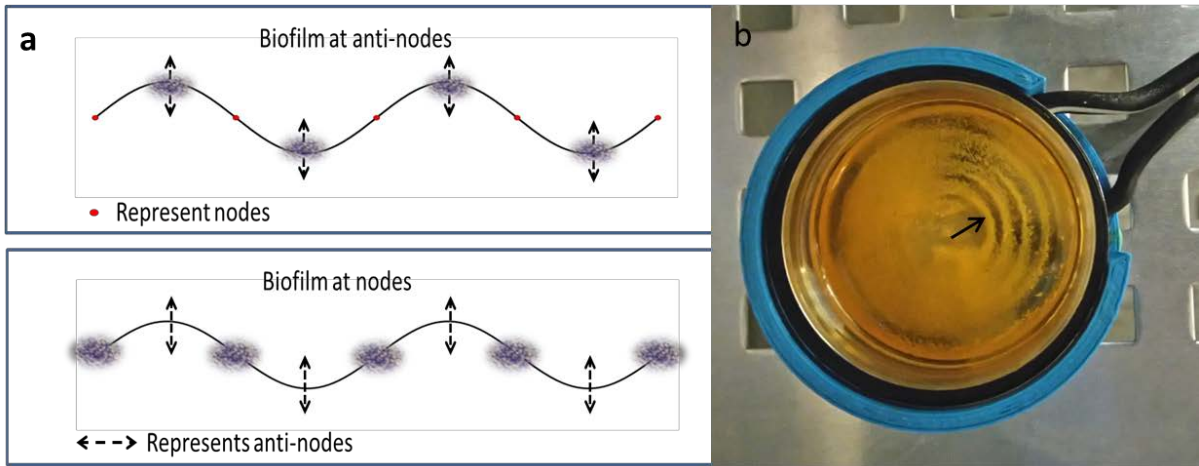 a
Biofilm at anti-nodes
Represent nodes
Biofilm at nodes
Represents anti-nodes
b